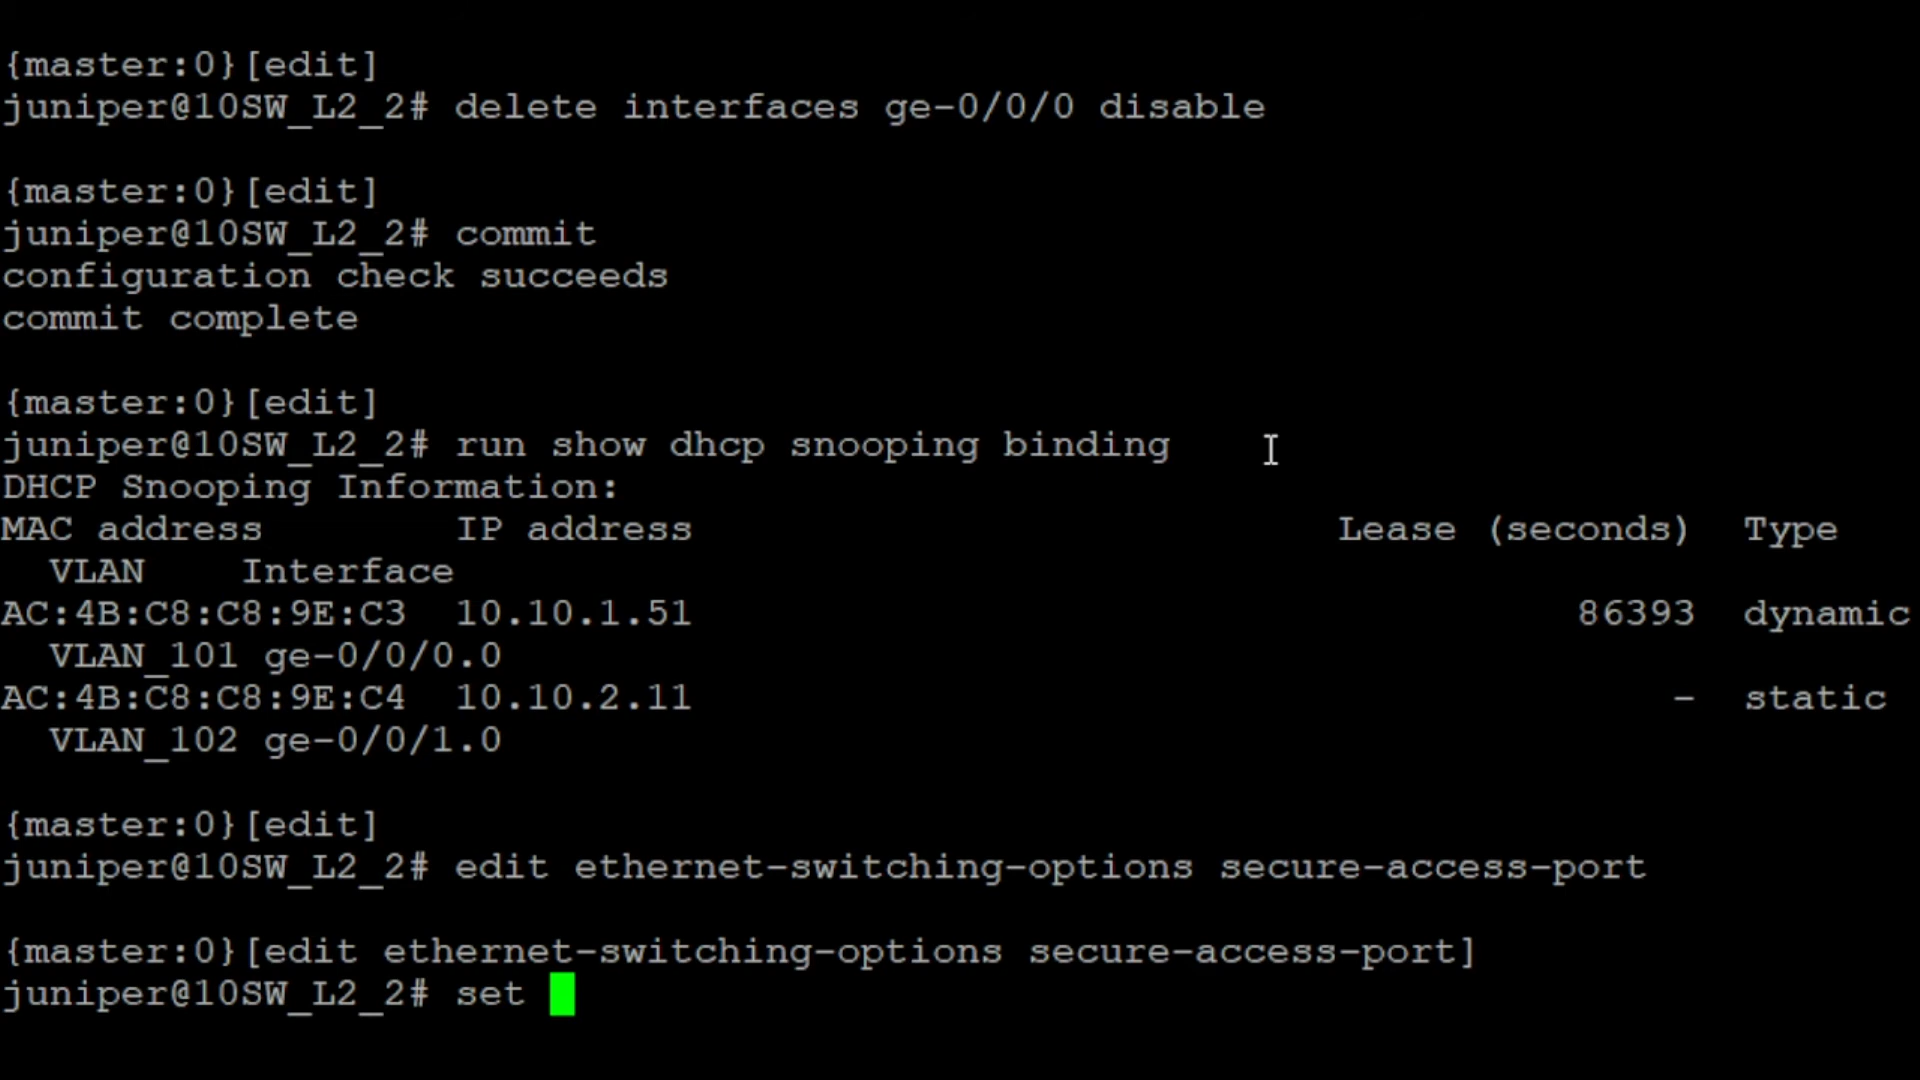 {master:0}[edit]
juniper@10SW_L2_2# delete interfaces ge-0/0/0 disable
{master:0}[edit]
juniper@10SW_L2_2# commit
configuration check succeeds
commit complete
{master:0}[edit]
juniper@10SW_L2_2# run show dhcp snooping binding
DHCP Snooping Information:
MAC address IP address Lease (seconds) Type
VLAN Interface
AC:4B:C8:C8:9E:C3 10.10.1.51 86393 dynamic
VLAN_101 ge-0/0/0.0
AC:4B:C8:C8:9E:C4 10.10.2.11 - static
VLAN_102 ge-0/0/1.0
{master:0}[edit]
juniper@10SW_L2_2# edit ethernet-switching-options secure-access-port
{master:0}[edit ethernet-switching-options secure-access-port]
juniper@10SW_L2_2# set